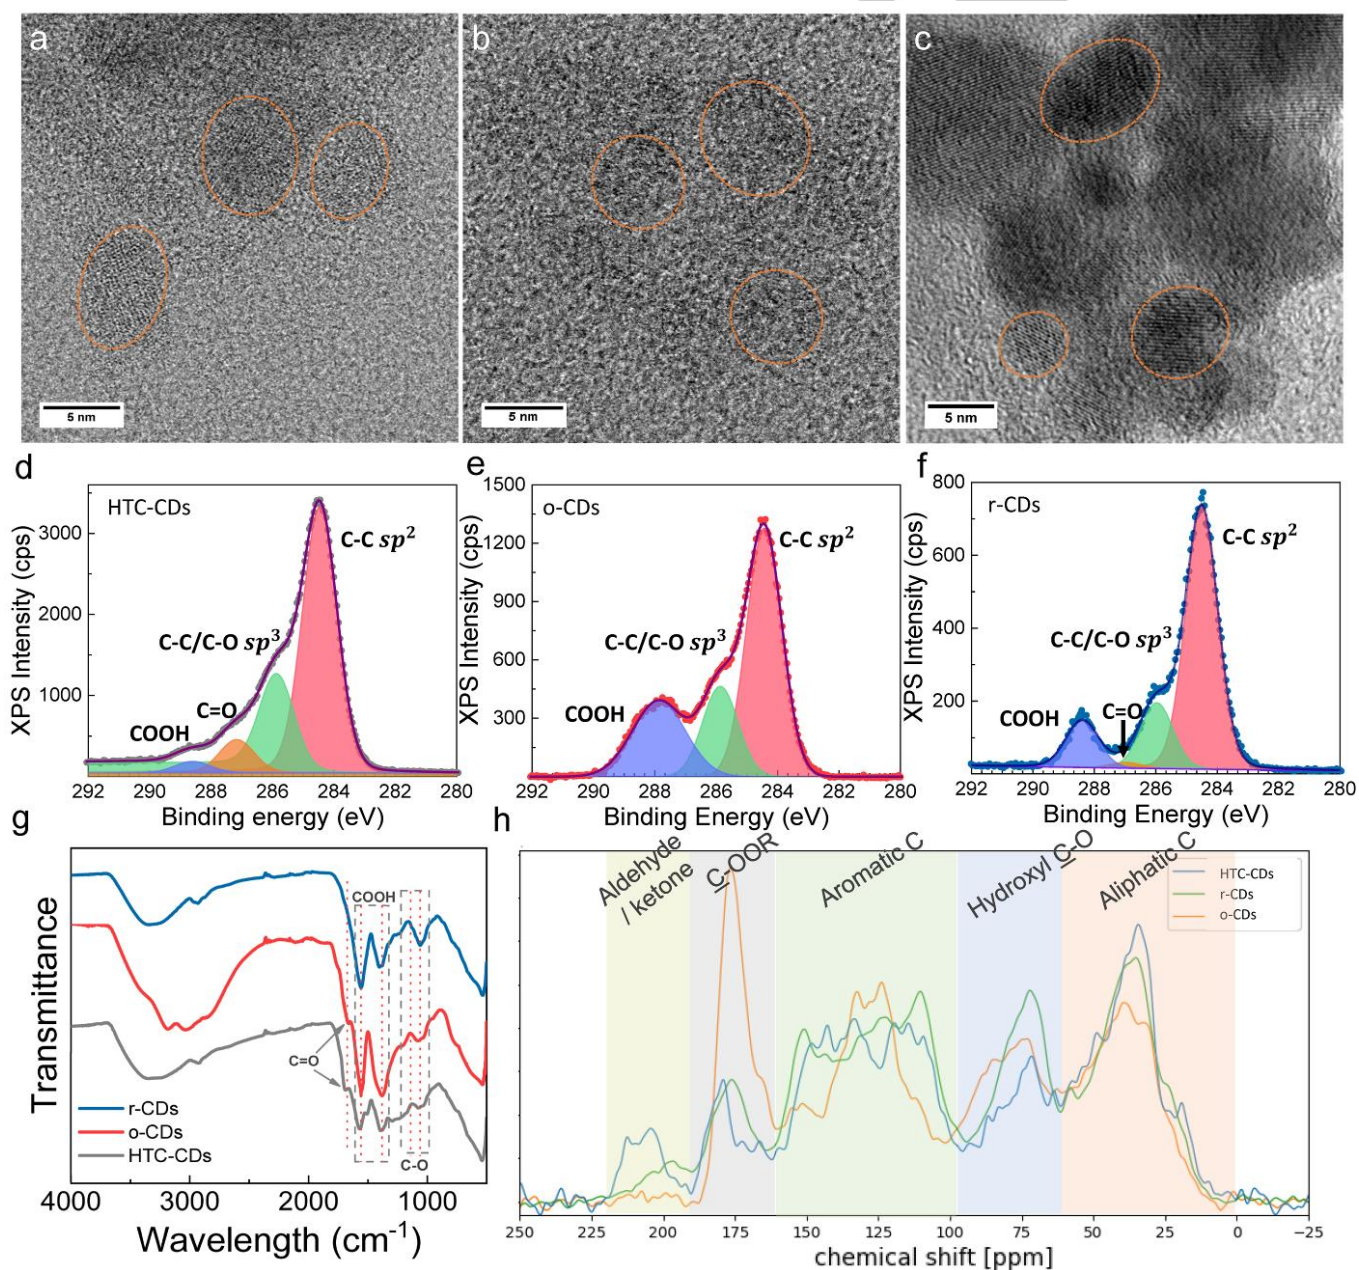 a
b
c
5 nm
5 nm
5 nm
d
HTC-CDs
C-C sp²
C-C/C-O sp³
C=O
COOH
XPS Intensity (cps)
3000
2000
1000
292 290 288 286 284 282 280
Binding energy (eV)
e
o-CDs
C-C sp²
C-C/C-O sp³
COOH
XPS Intensity (cps)
1500
1200
900
600
300
292 290 288 286 284 282 280
Binding Energy (eV)
f
r-CDs
C-C sp²
C-C/C-O sp³
C=O
COOH
XPS Intensity (cps)
800
600
400
200
292 290 288 286 284 282 280
Binding Energy (eV)
g
COOH
C=O
C-O
Transmittance
r-CDs
o-CDs
HTC-CDs
4000 3000 2000 1000
Wavelength (cm⁻¹)
h
Aldehyde
/ ketone
C-OOR
Aromatic C
Hydroxyl C-O
Aliphatic C
HTC-CDs
r-CDs
o-CDs
250 225 200 175 150 125 100 75 50 25 0 −25
chemical shift [ppm]